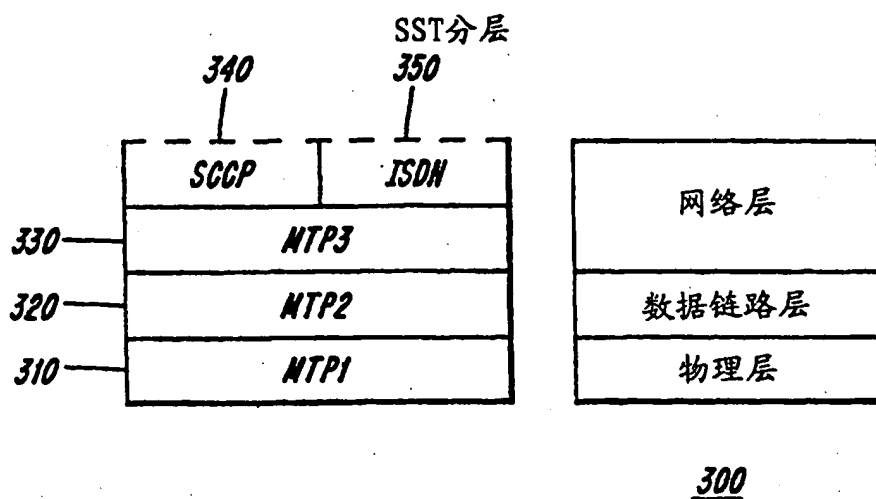 SST分层
340 350
SCCP ISDN 网络层
330 MTP3
320 MTP2 数据链路层
310 MTP1 物理层
300